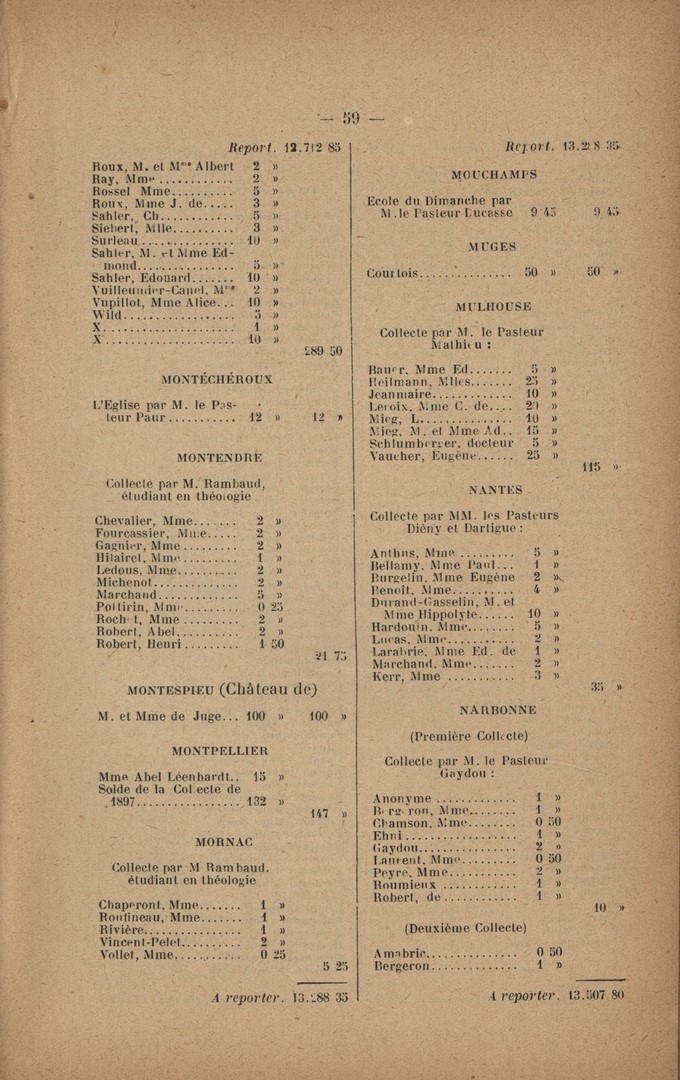 — 59 —
Report. 12.712 85
Roux, M. et Mme Albert 2 »
Ray, Mme ............ 2 »
Rossel Mme.......... 5 »
Roux, Mme J. de..... 3 »
Sahler, Ch........... 5 »
Siebert, Mlle......... 3 »
Surleau .............. 10 »
Sahler, M. et Mme Ed-
mond............... 5 »
Sahler, Edouard....... 10 »
Vuilleumier-Canel, Mme 2 »
Vupillot, Mme Alice... 10 »
Wild................. 5 »
X.................... 1 »
X.................... 10 »
289 50
MONTÉCHÉROUX
L'Eglise par M. le Pas-
teur Paur ........... 12 » 12 »
MONTENDRE
Collecte par M. Rambaud,
étudiant en théologie
Chevalier, Mme....... 2 »
Fourcassier, Mme..... 2 »
Gagnier, Mme ......... 2 »
Hilairet, Mme......... 1 »
Ledous, Mme.......... 2 »
Michenot............. 2 »
Marchand............ 5 »
Poitirin, Mme......... 0 25
Rochet, Mme ......... 2 »
Robert, Abel.......... 2 »
Robert, Henri ......... 1 50
21 75
MONTESPIEU (Château de)
M. et Mme de Juge... 100 » 100 »
MONTPELLIER
Mme Abel Léenhardt.. 15 »
Solde de la Collecte de
1897................. 132 »
147 »
MORNAC
Collecte par M Rambaud,
étudiant en théologie
Chaperont, Mme....... 1 »
Roufineau, Mme....... 1 »
Rivière............... 1 »
Vincent-Pelet.......... 2 »
Vollet, Mme........... 0 25
5 25
A reporter. 13.288 35
Report. 13.288 35
MOUCHAMPS
Ecole du Dimanche par
M.le Pasteur Ducasse 9 45 9 45
MUGES
Courtois.............. 50 » 50 »
MULHOUSE
Collecte par M. le Pasteur
Mathieu :
Bauer, Mme Ed....... 5 »
Heilmann, Mlles....... 25 »
Jeanmaire............ 10 »
Leroix, Mme C. de.... 20 »
Mieg, L.............. 10 »
Mieg, M. et Mme Ad.. 15 »
Schlumberger, docteur 5 »
Vaucher, Eugène...... 25 »
115 »
NANTES
Collecte par MM. les Pasteurs
Diény et Dartigue :
Anthus, Mme ......... 5 »
Bellamy, Mme Paul... 1 »
Burgelin, Mme Eugène 2 »
Benoit, Mme.......... 4 »
Durand-Gasselin, M. et
Mme Hippolyte...... 10 »
Hardouin, Mme........ 5 »
Lucas, Mme........... 2 »
Larabrie, Mme Ed. de 1 »
Marchand, Mme....... 2 »
Kerr, Mme ........... 3 »
35 »
NARBONNE
(Première Collecte)
Collecte par M. le Pasteur
Gaydou :
Anonyme ............ 1 »
Bergeron, Mme........ 1 »
Chamson, Mme........ 0 50
Ehni ................. 1 »
Gaydou.............. 2 »
Laurent, Mme......... 0 50
Peyre, Mme........... 2 »
Roumieux ............ 1 »
Robert, de ............ 1 »
10 »
(Deuxième Collecte)
Amabric.............. 0 50
Bergeron............. 1 »
A reporter. 13.507 80